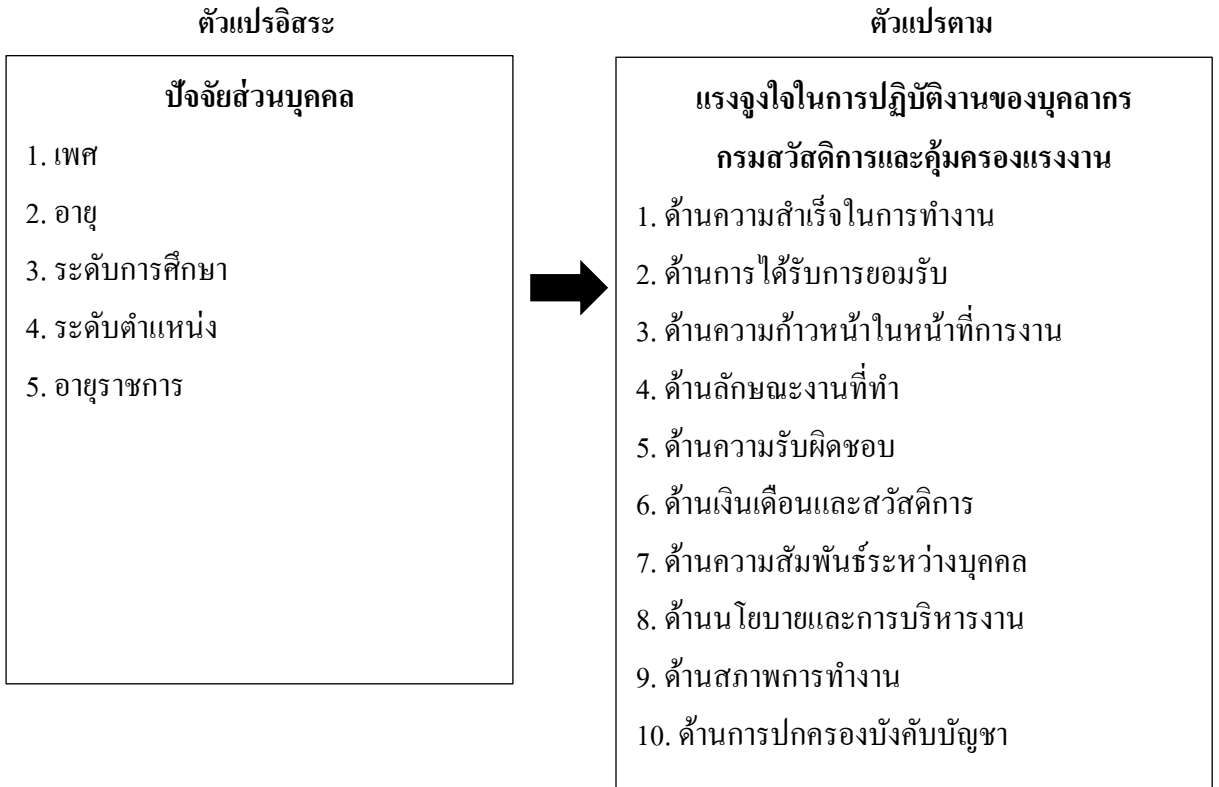 ตัวแปรอิสระ
ปัจจัยส่วนบุคคล
1. เพศ
2. อายุ
3. ระดับการศึกษา
4. ระดับตำแหน่ง
5. อายุราชการ
ตัวแปรตาม
แรงจูงใจในการปฏิบัติงานของบุคลากร
กรมสวัสดิการและคุ้มครองแรงงาน
1. ด้านความสำเร็จในการทำงาน
2. ด้านการได้รับการยอมรับ
3. ด้านความก้าวหน้าในหน้าที่การงาน
4. ด้านลักษณะงานที่ทำ
5. ด้านความรับผิดชอบ
6. ด้านเงินเดือนและสวัสดิการ
7. ด้านความสัมพันธ์ระหว่างบุคคล
8. ด้านนโยบายและการบริหารงาน
9. ด้านสภาพการทำงาน
10. ด้านการปกครองบังคับบัญชา